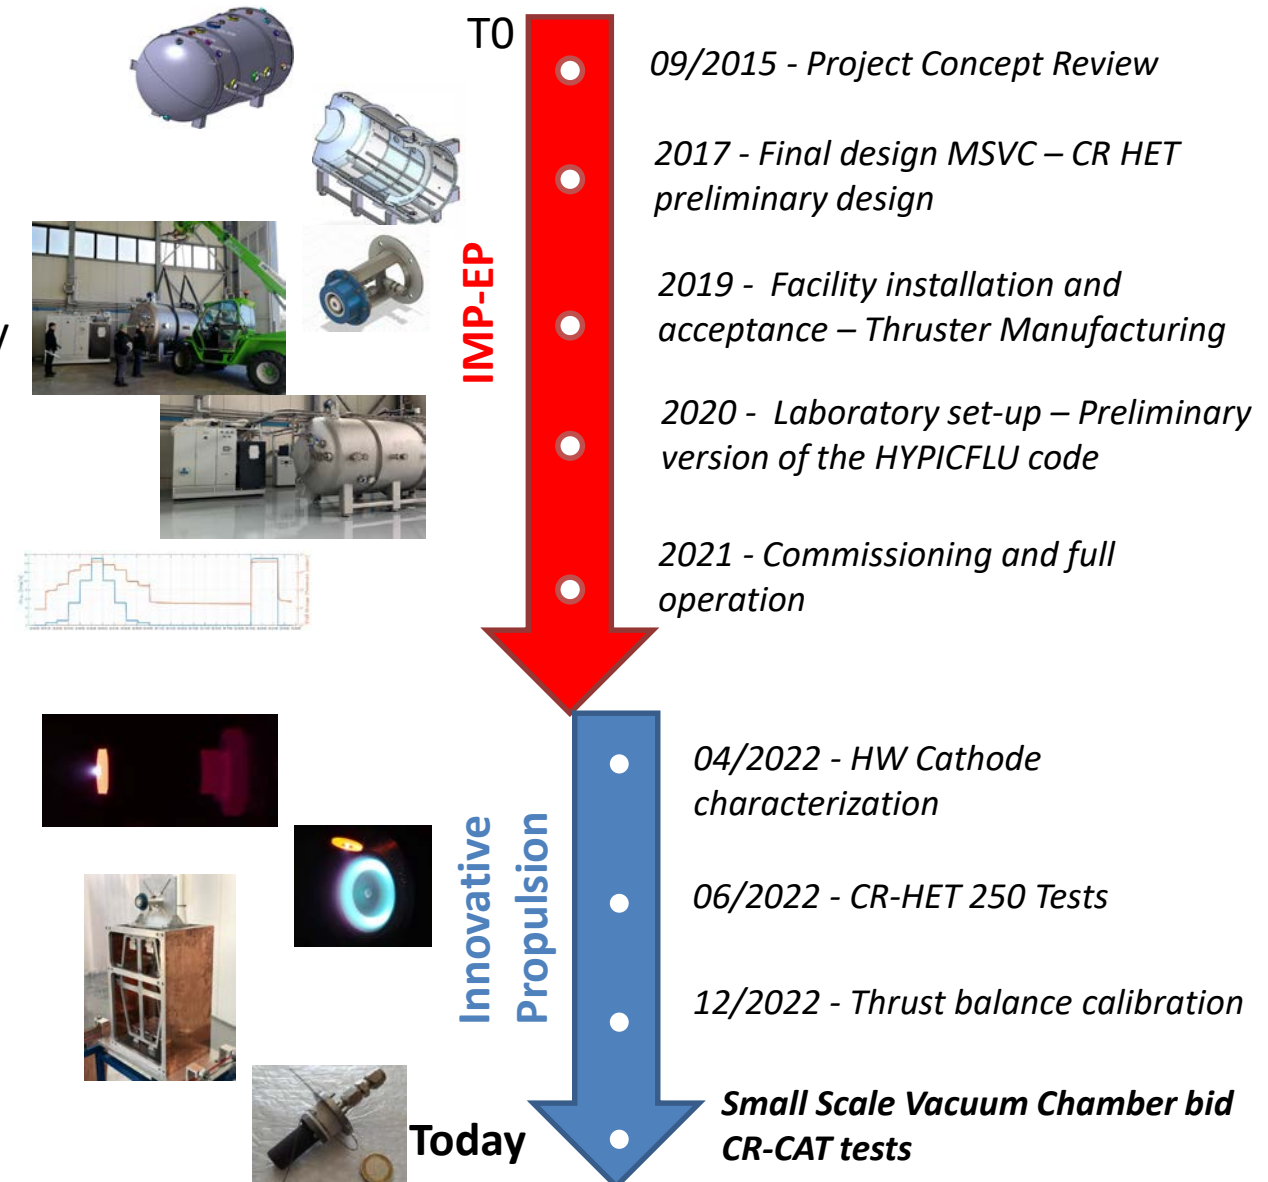 T0
09/2015 - Project Concept Review
2017 - Final design MSVC – CR HET
preliminary design
2019 -  Facility installation and
acceptance – Thruster Manufacturing
2020 -  Laboratory set-up – Preliminary
version of the HYPICFLU code
2021 - Commissioning and full
operation
IMP-EP
y
04/2022 - HW Cathode
characterization
06/2022 - CR-HET 250 Tests
12/2022 - Thrust balance calibration
Innovative
Propulsion
Today
Small Scale Vacuum Chamber bid
CR-CAT tests